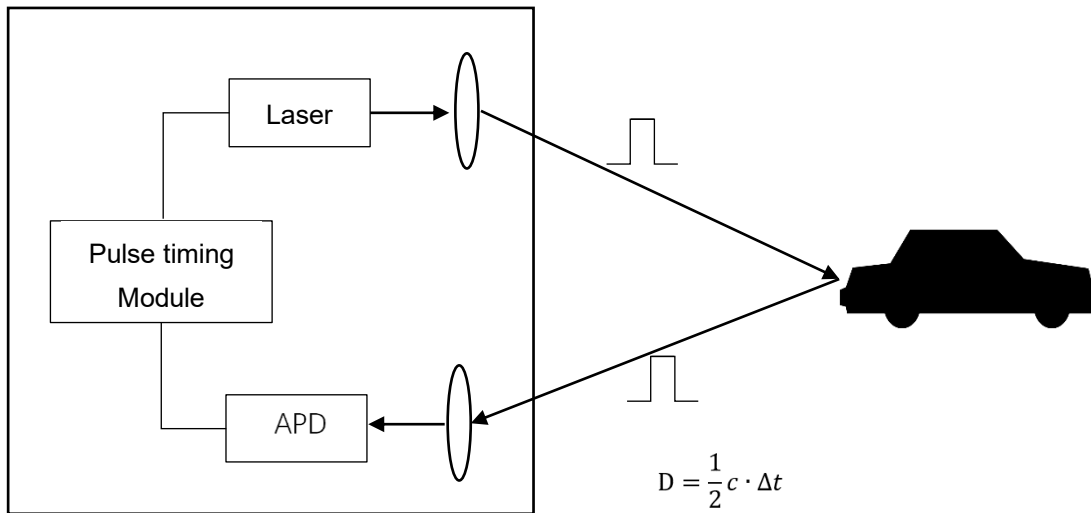 Laser
Pulse timing
Module
APD
D = 1/2 c · Δt